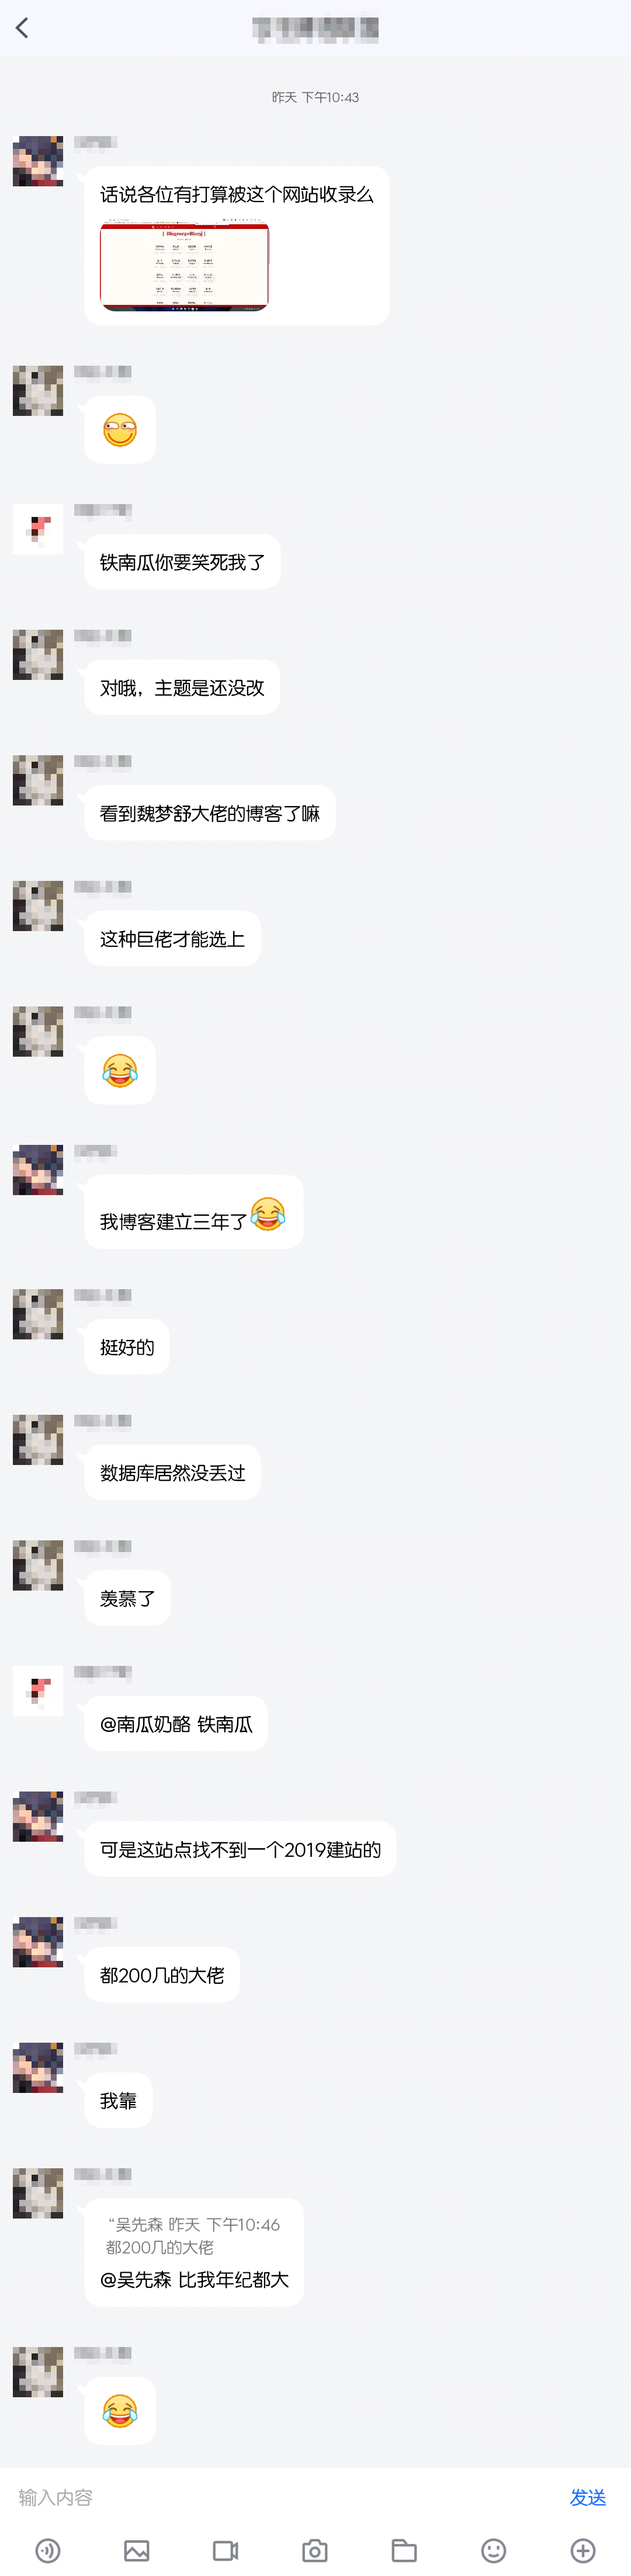 昨天 下午10:43
话说各位有打算被这个网站收录么
铁南瓜你要笑死我了
对哦，主题是还没改
看到魏梦舒大佬的博客了嘛
这种巨佬才能选上
我博客建立三年了
挺好的
数据库居然没丢过
羡慕了
@南瓜奶酪 铁南瓜
可是这站点找不到一个2019建站的
都200几的大佬
我靠
“吴先森 昨天 下午10:46
都200几的大佬
@吴先森 比我年纪都大
输入内容
发送